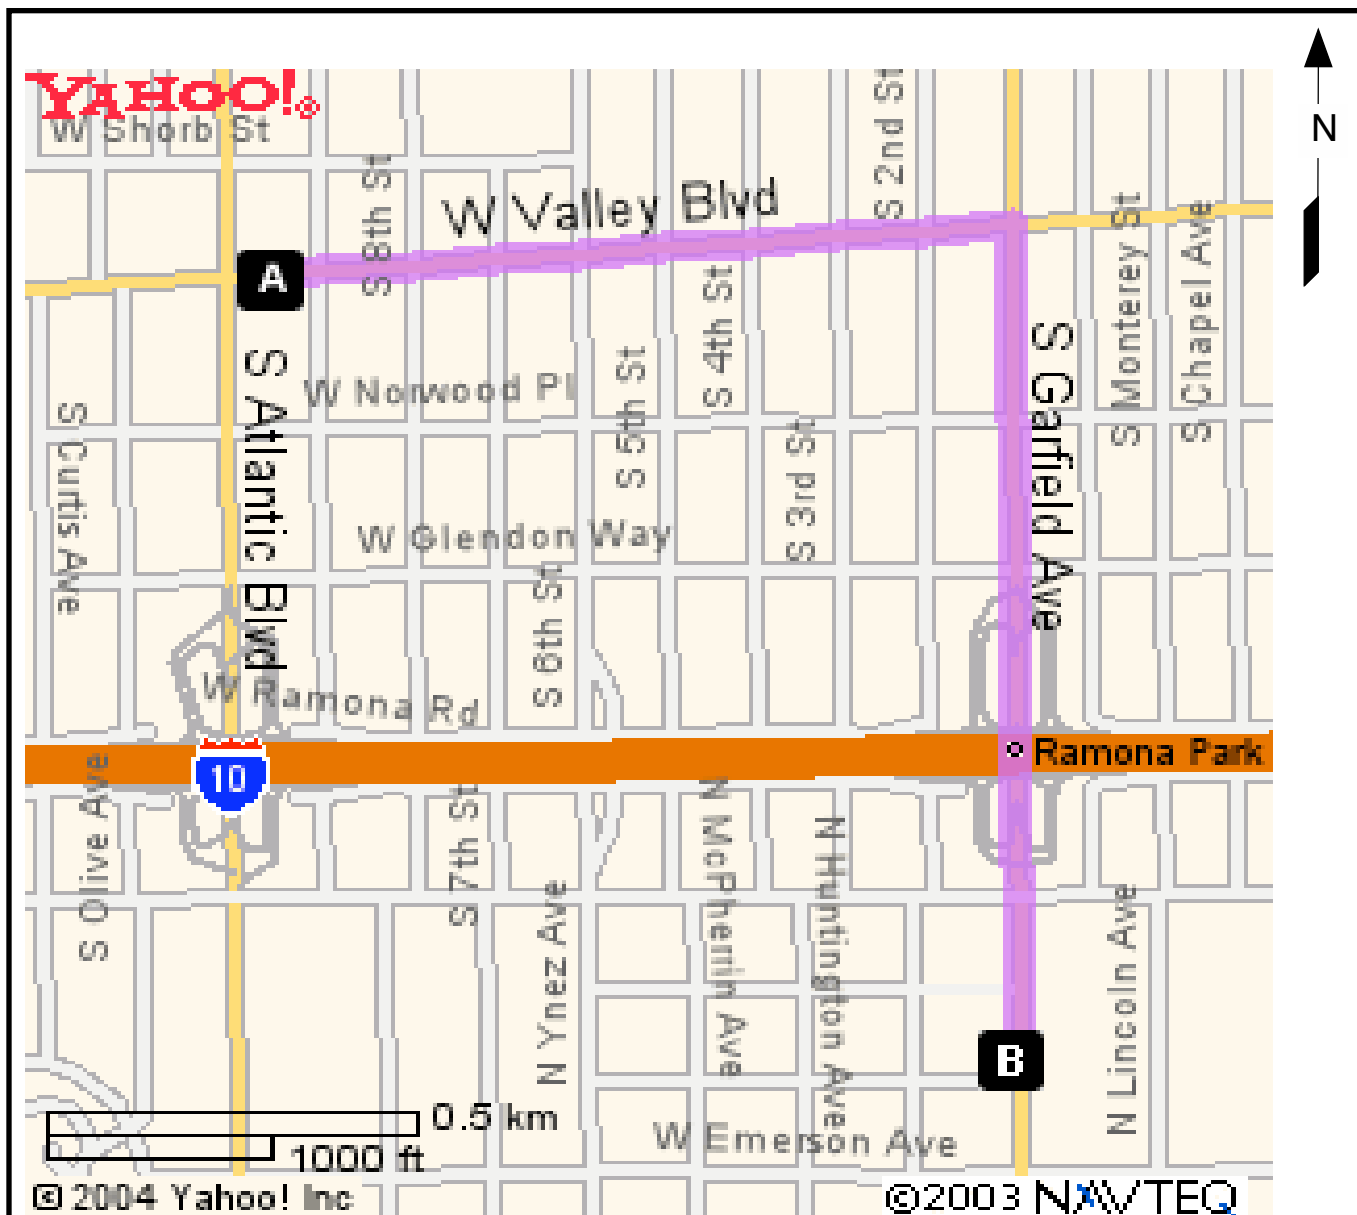 YAHOO!®
N
W Shorb St
S 2nd St
S 8th St
W Valley Blvd
S Monterey St
S Chapel Ave
A
S 4th St
S Atlantic Blvd
W Norwood Pl
S 5th St
S Garfield Ave
S Curtis Ave
S 3rd St
W Glendon Way
S 6th St
W Ramona Rd
10
Ramona Park
S Olive Ave
S 7th St
N McPherrin Ave
N Huntington Ave
N Ynez Ave
N Lincoln Ave
B
0.5 km
W Emerson Ave
1000 ft
© 2004 Yahoo! Inc
©2003 NAVTEQ